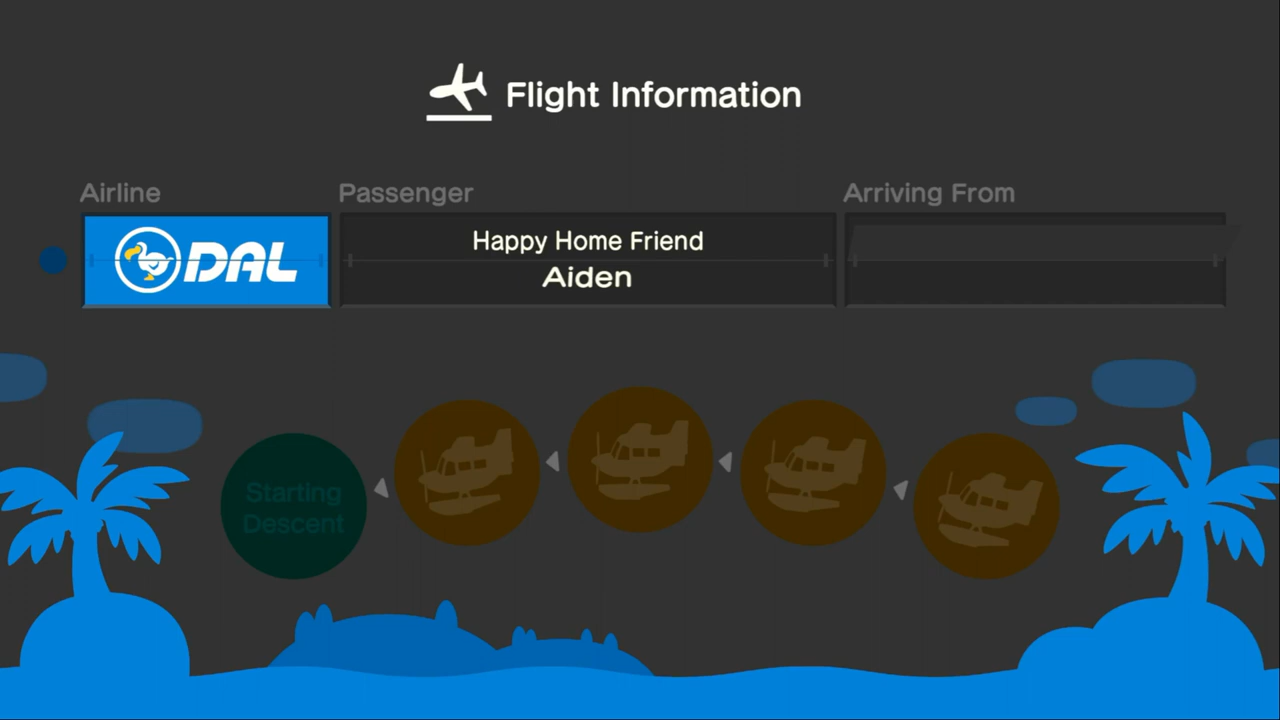 Flight Information
Airline
Passenger
Arriving From
DAL
Happy Home Friend
Aiden
Starting
Descent